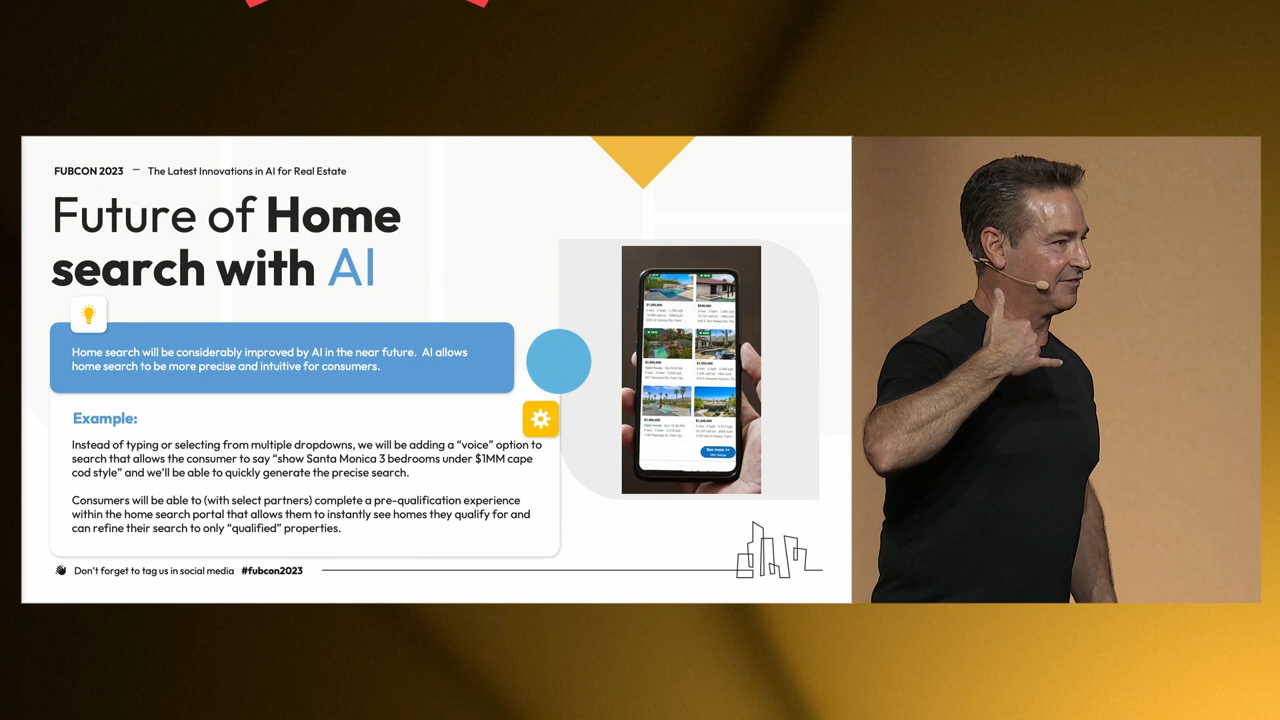 FUBCON 2023 — The Latest Innovations in AI for Real Estate
Future of Home
search with AI
Home search will be considerably improved by AI in the near future. AI allows
home search to be more precise and intuitive for consumers.
Example:
Instead of typing or selecting from multiple dropdowns, we will be adding a “voice” option to
search that allows the consumer to say “show Santa Monica 3 bedrooms under $1MM cape
cod style” and we’ll be able to quickly generate the precise search.
Consumers will be able to (with select partners) complete a pre-qualification experience
within the home search portal that allows them to instantly see homes they qualify for and
can refine their search to only “qualified” properties.
See more >>
Don’t forget to tag us in social media #fubcon2023